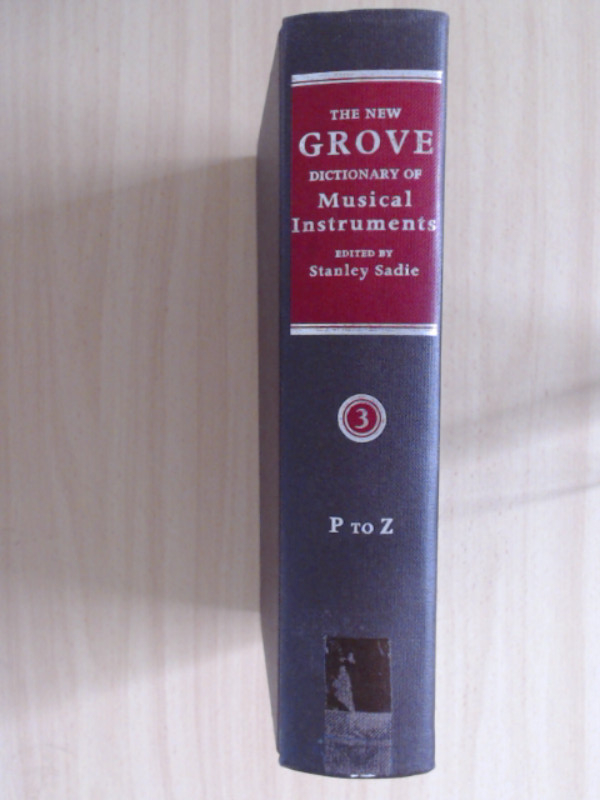 THE NEW
GROVE
DICTIONARY OF
Musical
Instruments
EDITED BY
Stanley Sadie
3
P TO Z